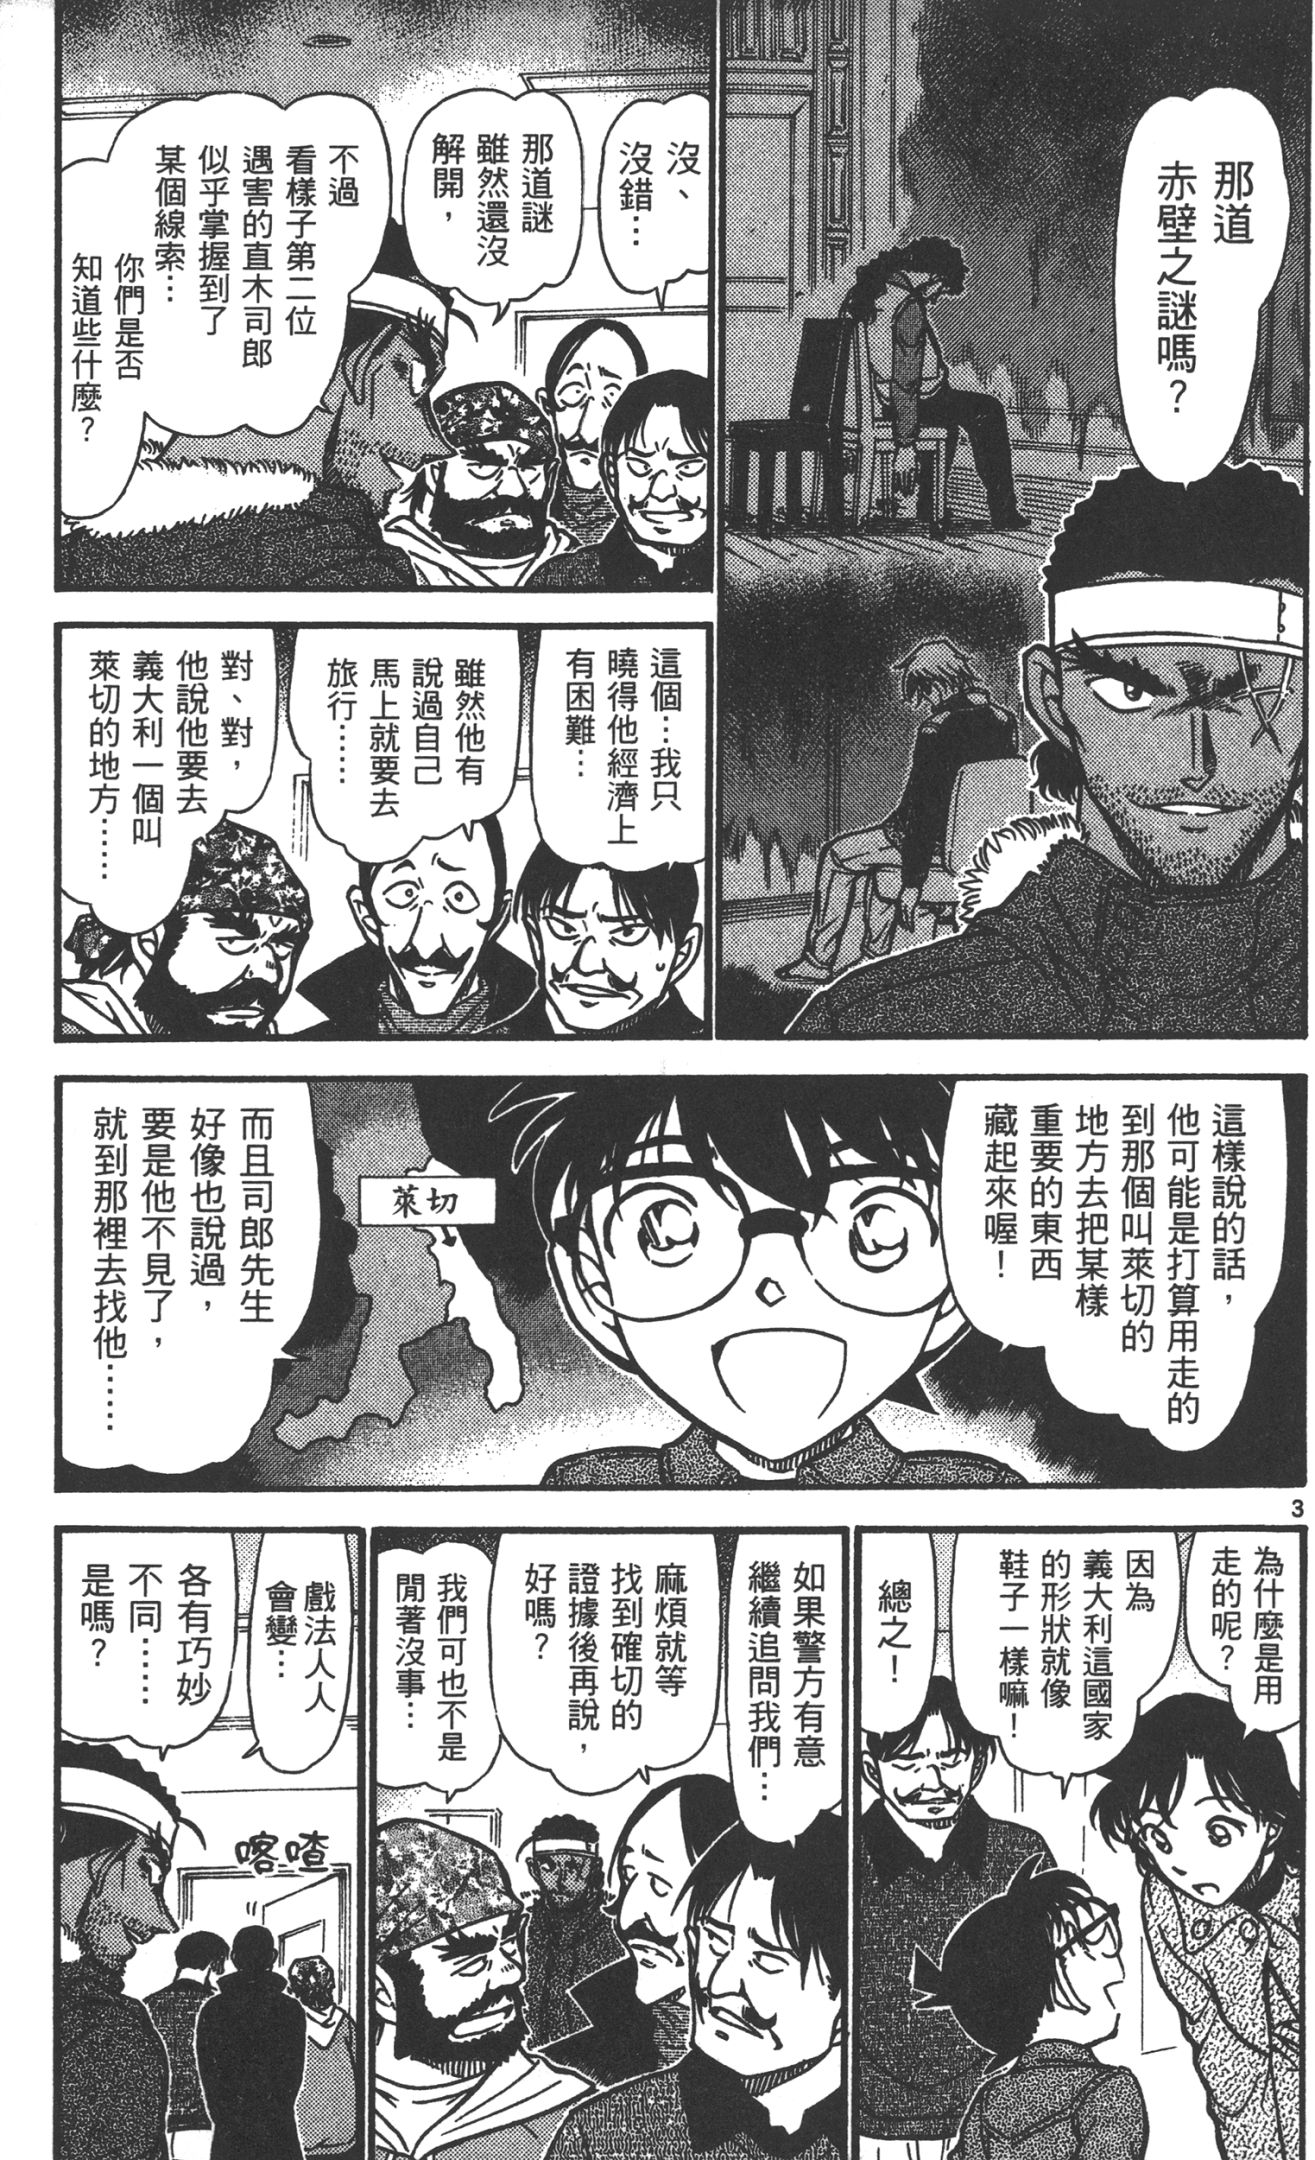 那道
赤壁之謎嗎？
沒、
沒錯…
那道謎
雖然還沒
解開，
不過
看樣子第二位
遇害的直木司郎
似乎掌握到了
某個線索…
你們是否
知道些什麼？
這個…我只
曉得他經濟上
有困難…
雖然他有
說過自己
馬上就要去
旅行……
對、對，
他說他要去
義大利一個叫
萊切的地方……
這樣說的話，
他可能是打算用走的
到那個叫萊切的
地方去把某樣
重要的東西
藏起來喔！
萊切
而且司郎先生
好像也說過，
要是他不見了，
就到那裡去找他……
3
為什麼是用
走的呢？
因為
義大利這國家
的形狀就像
鞋子一樣嘛！
總之！
如果警方有意
繼續追問我們…
麻煩就等
找到確切的
證據後再說，
好嗎？
我們可也不是
閒著沒事…
戲法人人
會變…
各有巧妙
不同……
是嗎？
喀喳